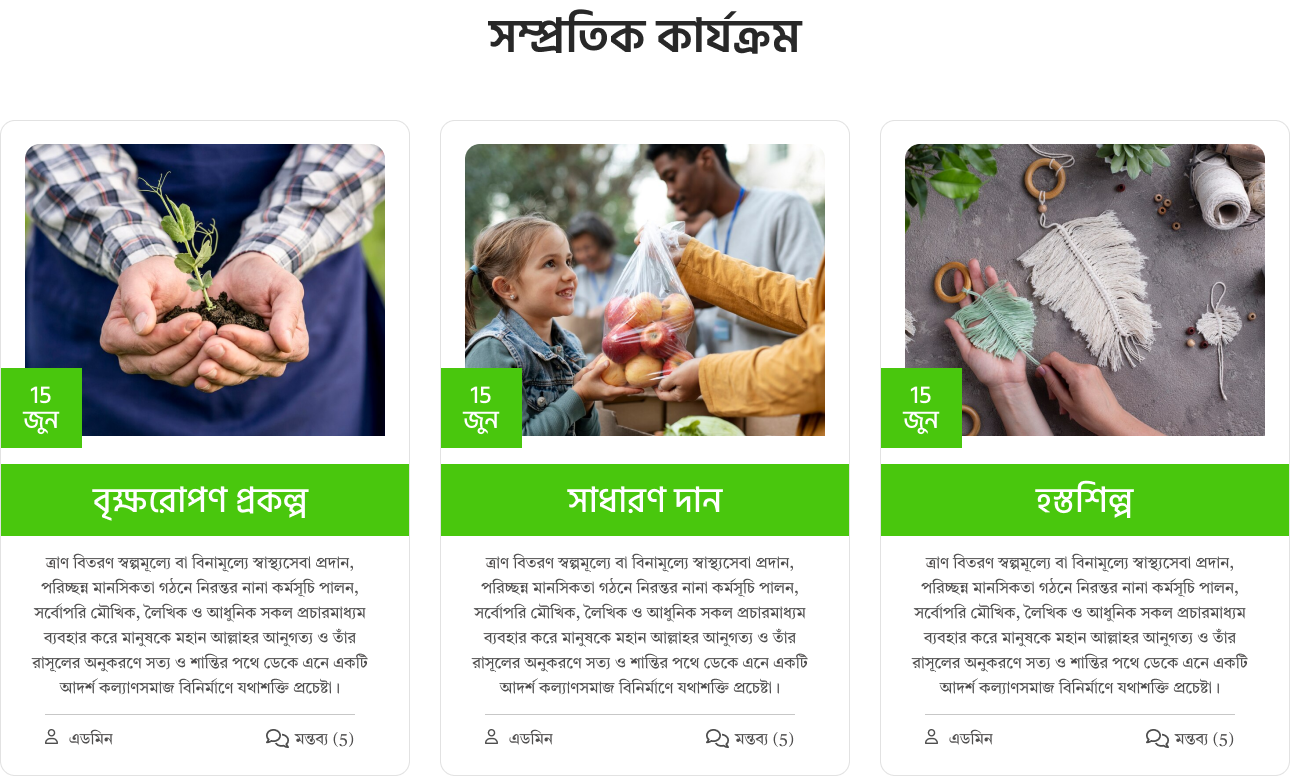 সম্প্রতিক কার্যক্রম
15
জুন
বৃক্ষরোপণ প্রকল্প
ত্রাণ বিতরণ স্বল্পমূল্যে বা বিনামূল্যে স্বাস্থ্যসেবা প্রদান,
পরিচ্ছন্ন মানসিকতা গঠনে নিরন্তর নানা কর্মসূচি পালন,
সর্বোপরি মৌখিক, লৈখিক ও আধুনিক সকল প্রচারমাধ্যম
ব্যবহার করে মানুষকে মহান আল্লাহর আনুগত্য ও তাঁর
রাসূলের অনুকরণে সত্য ও শান্তির পথে ডেকে এনে একটি
আদর্শ কল্যাণসমাজ বিনির্মাণে যথাশক্তি প্রচেষ্টা।
এডমিন
মন্তব্য (5)
15
জুন
সাধারণ দান
ত্রাণ বিতরণ স্বল্পমূল্যে বা বিনামূল্যে স্বাস্থ্যসেবা প্রদান,
পরিচ্ছন্ন মানসিকতা গঠনে নিরন্তর নানা কর্মসূচি পালন,
সর্বোপরি মৌখিক, লৈখিক ও আধুনিক সকল প্রচারমাধ্যম
ব্যবহার করে মানুষকে মহান আল্লাহর আনুগত্য ও তাঁর
রাসূলের অনুকরণে সত্য ও শান্তির পথে ডেকে এনে একটি
আদর্শ কল্যাণসমাজ বিনির্মাণে যথাশক্তি প্রচেষ্টা।
এডমিন
মন্তব্য (5)
15
জুন
হস্তশিল্প
ত্রাণ বিতরণ স্বল্পমূল্যে বা বিনামূল্যে স্বাস্থ্যসেবা প্রদান,
পরিচ্ছন্ন মানসিকতা গঠনে নিরন্তর নানা কর্মসূচি পালন,
সর্বোপরি মৌখিক, লৈখিক ও আধুনিক সকল প্রচারমাধ্যম
ব্যবহার করে মানুষকে মহান আল্লাহর আনুগত্য ও তাঁর
রাসূলের অনুকরণে সত্য ও শান্তির পথে ডেকে এনে একটি
আদর্শ কল্যাণসমাজ বিনির্মাণে যথাশক্তি প্রচেষ্টা।
এডমিন
মন্তব্য (5)